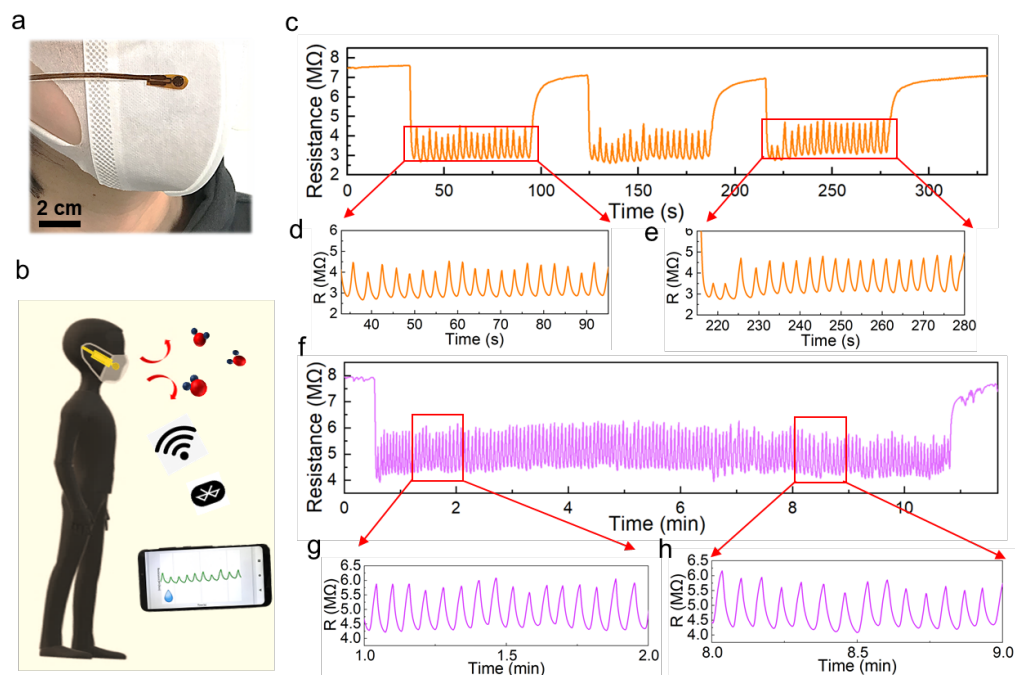 a
2 cm
b
c
Resistance (MΩ)
8
7
6
5
4
3
2
0 50 100 150 200 250 300
Time (s)
d
R (MΩ)
6
5
4
3
2
40 50 60 70 80 90
Time (s)
e
R (MΩ)
6
5
4
3
2
220 230 240 250 260 270 280
Time (s)
f
Resistance (MΩ)
8
7
6
5
4
0 2 4 6 8 10
Time (min)
g
R (MΩ)
6.5
6.0
5.5
5.0
4.5
4.0
1.0 1.5 2.0
Time (min)
h
R (MΩ)
6.5
6.0
5.5
5.0
4.5
4.0
8.0 8.5 9.0
Time (min)